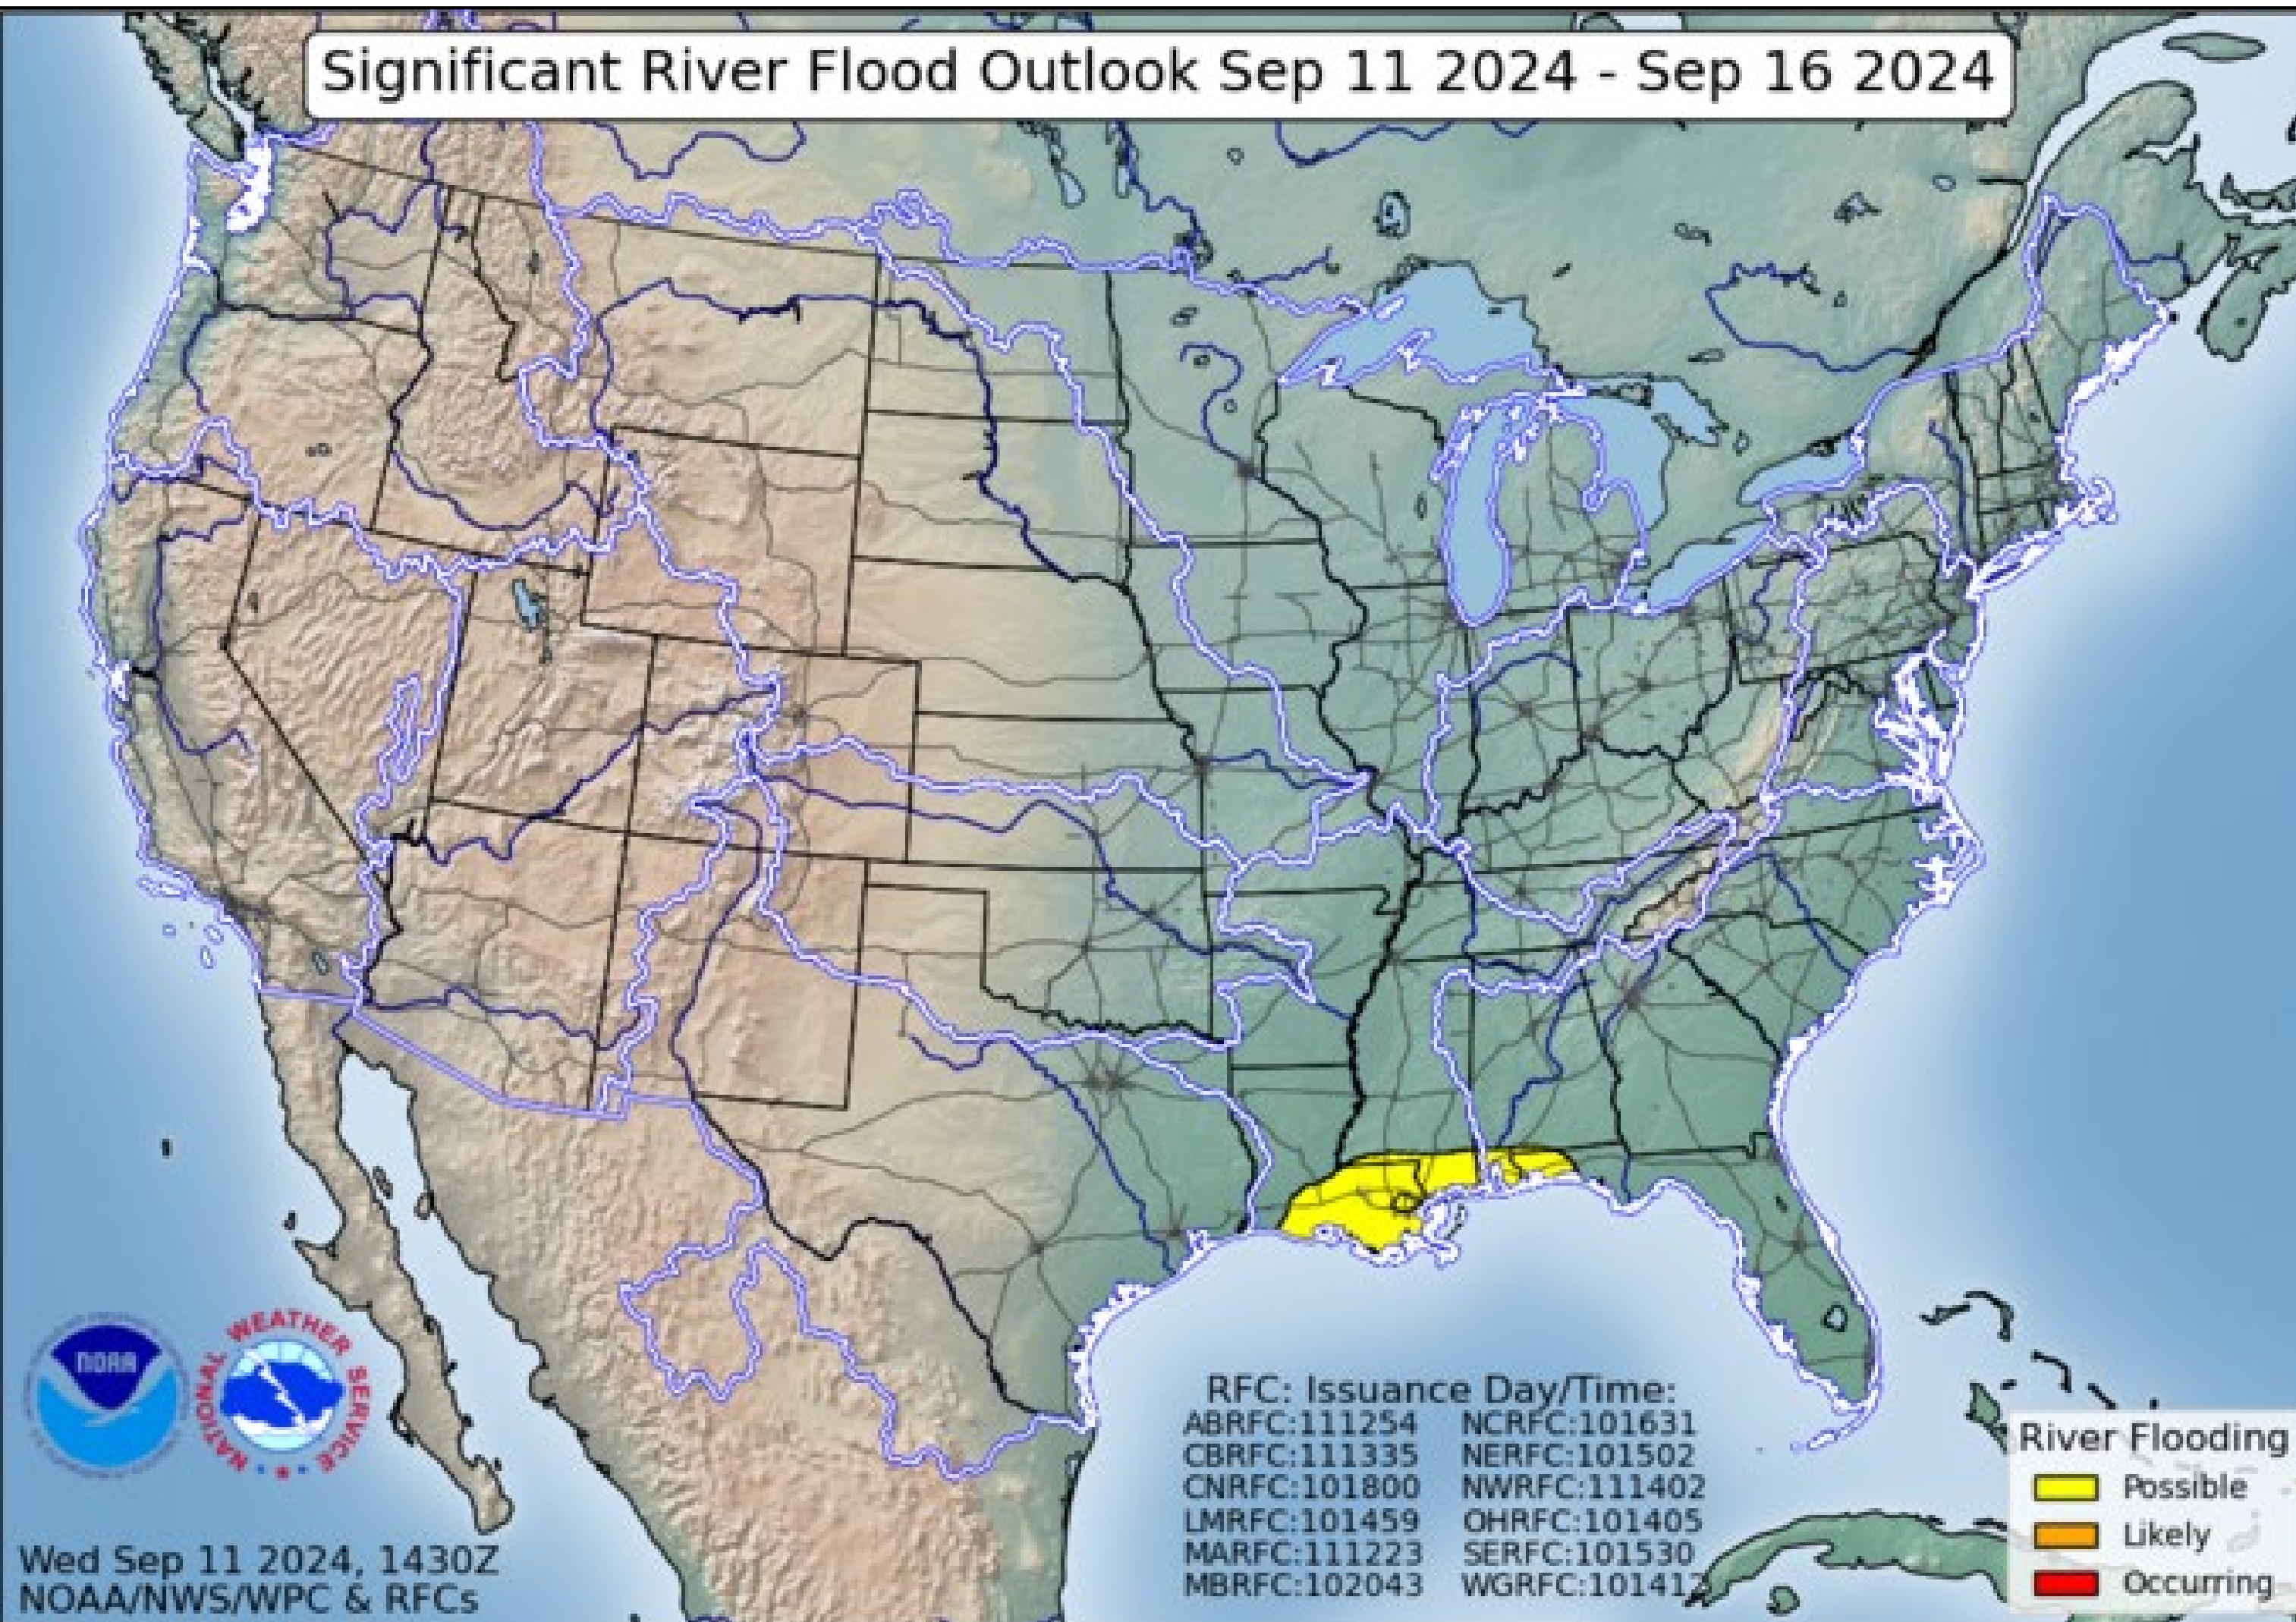 Significant River Flood Outlook Sep 11 2024 - Sep 16 2024
NOAA
NATIONAL WEATHER SERVICE
RFC: Issuance Day/Time:
ABRFC:111254 NCRFC:101631
CBRFC:111335 NERFC:101502
CNRFC:101800 NWRFC:111402
LMRFC:101459 OHRFC:101405
MARFC:111223 SERFC:101530
MBRFC:102043 WGRFC:101412
River Flooding
Possible
Likely
Occurring
Wed Sep 11 2024, 1430Z
NOAA/NWS/WPC & RFCs